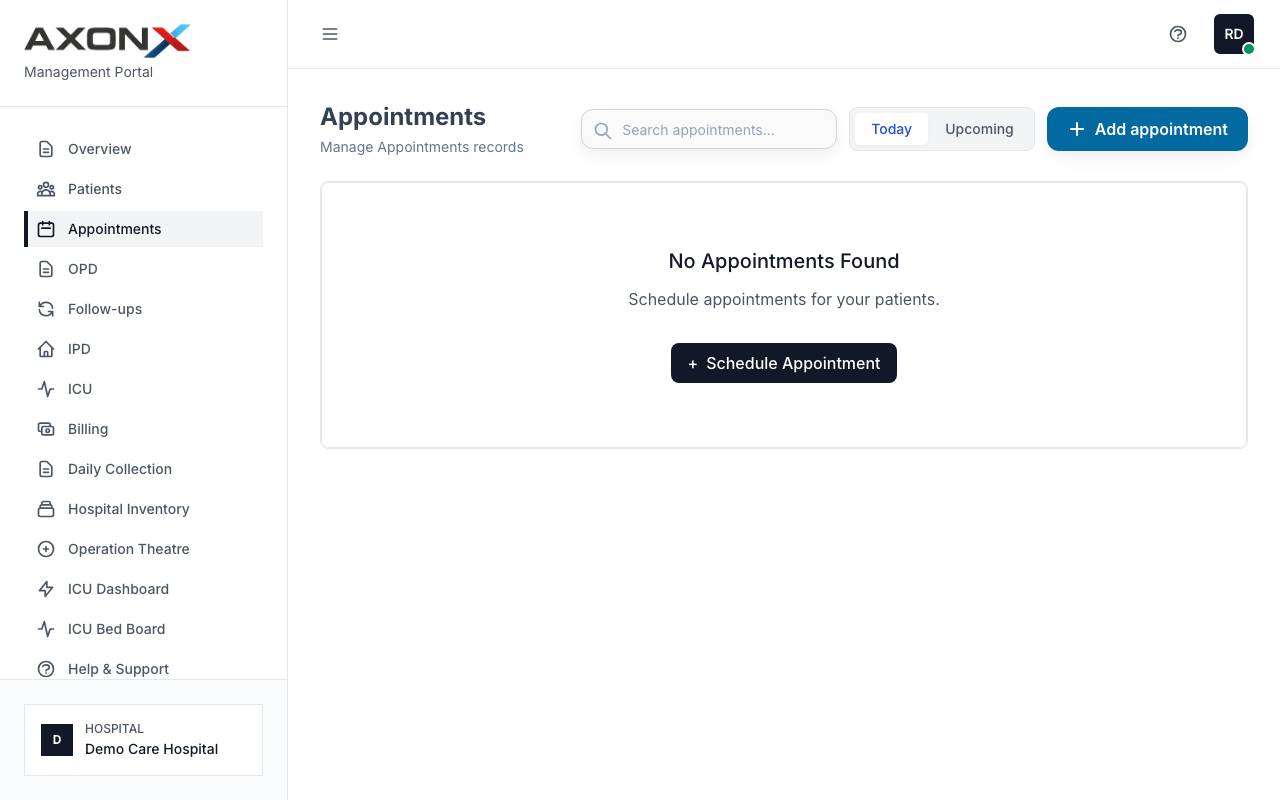 AXONX
Management Portal
Overview
Patients
Appointments
OPD
Follow-ups
IPD
ICU
Billing
Daily Collection
Hospital Inventory
Operation Theatre
ICU Dashboard
ICU Bed Board
Help & Support
D
HOSPITAL
Demo Care Hospital
RD
Appointments
Manage Appointments records
Search appointments...
Today
Upcoming
Add appointment
No Appointments Found
Schedule appointments for your patients.
+ Schedule Appointment